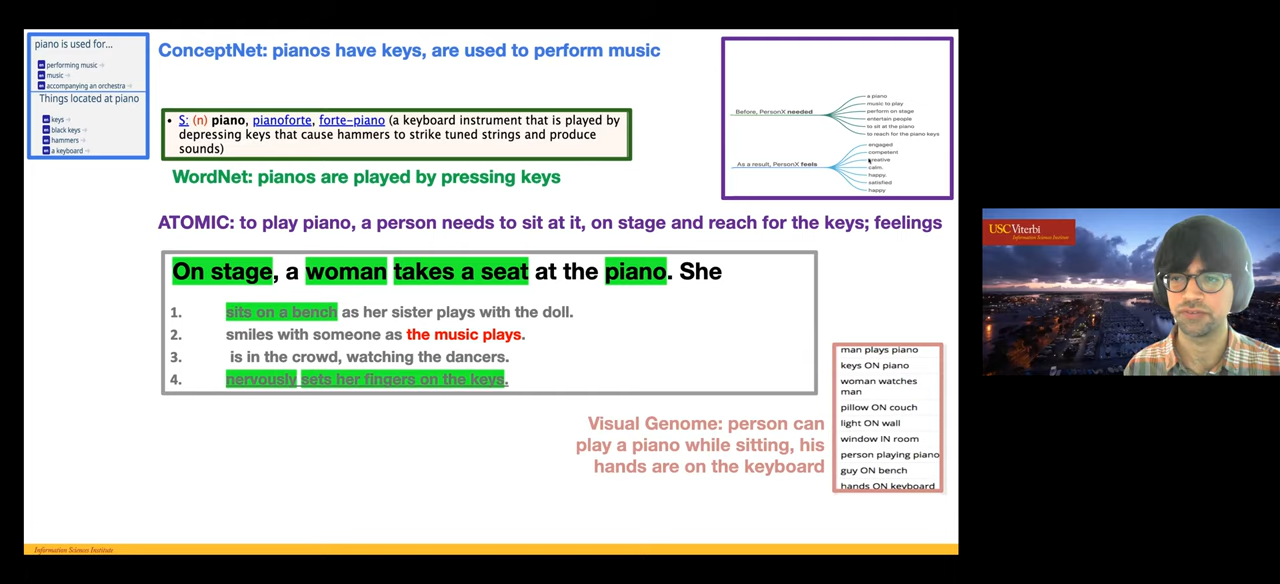 piano is used for...
en performing music
en music
en accompanying an orchestra
Things located at piano
en keys
en black keys
en hammers
en a keyboard
ConceptNet: pianos have keys, are used to perform music
• S: (n) piano, pianoforte, forte-piano (a keyboard instrument that is played by
depressing keys that cause hammers to strike tuned strings and produce
sounds)
WordNet: pianos are played by pressing keys
Before, PersonX needed
a piano
music to play
perform on stage
entertain people
to sit at the piano
to reach for the piano keys
As a result, PersonX feels
engaged
competent
creative
calm.
happy.
satisfied
happy
ATOMIC: to play piano, a person needs to sit at it, on stage and reach for the keys; feelings
On stage, a woman takes a seat at the piano. She
1. sits on a bench as her sister plays with the doll.
2. smiles with someone as the music plays.
3. is in the crowd, watching the dancers.
4. nervously sets her fingers on the keys.
Visual Genome: person can
play a piano while sitting, his
hands are on the keyboard
man plays piano
keys ON piano
woman watches
man
pillow ON couch
light ON wall
window IN room
person playing piano
guy ON bench
hands ON keyboard
Information Sciences Institute
USC Viterbi
Information Sciences Institute